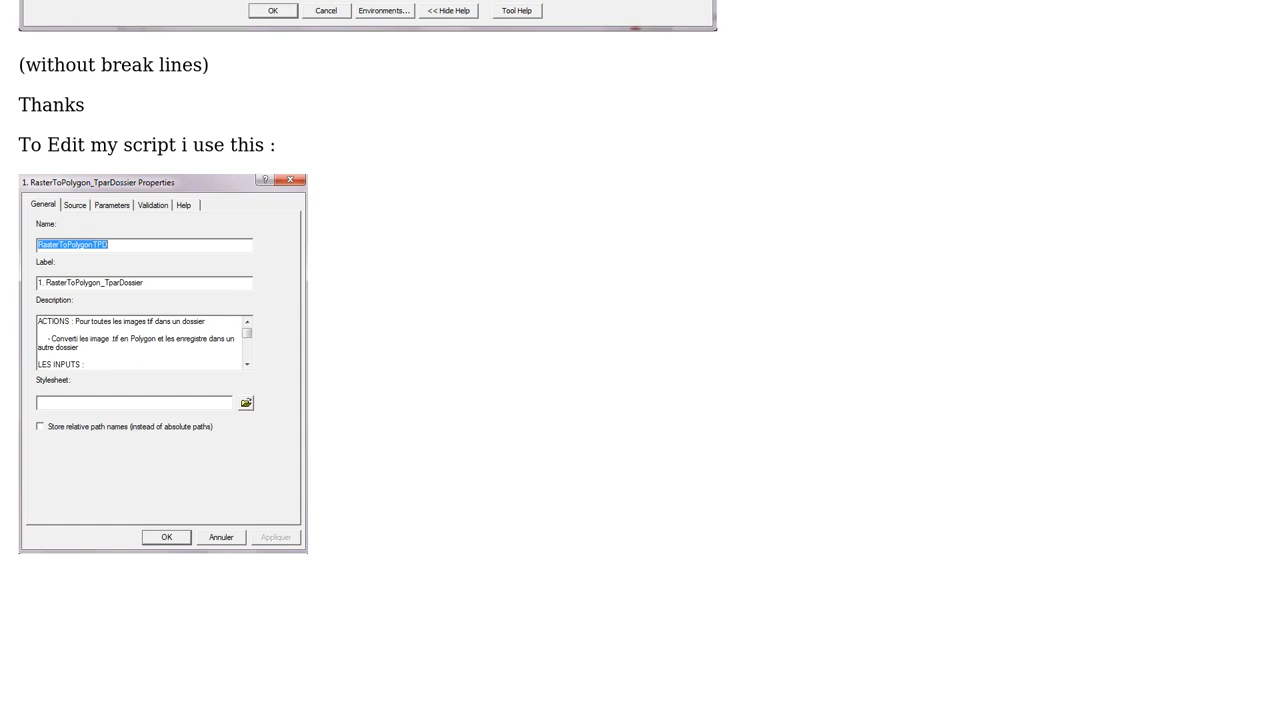 OK Cancel Environments... << Hide Help Tool Help
(without break lines)
Thanks
To Edit my script i use this :
1. RasterToPolygon_TparDossier Properties
General Source Parameters Validation Help
Name:
RasterToPolygonTPD
Label:
1. RasterToPolygon_TparDossier
Description:
ACTIONS : Pour toutes les images tif dans un dossier
- Converti les image .tif en Polygon et les enregistre dans un
autre dossier
LES INPUTS :
Stylesheet:
Store relative path names (instead of absolute paths)
OK Annuler Appliquer